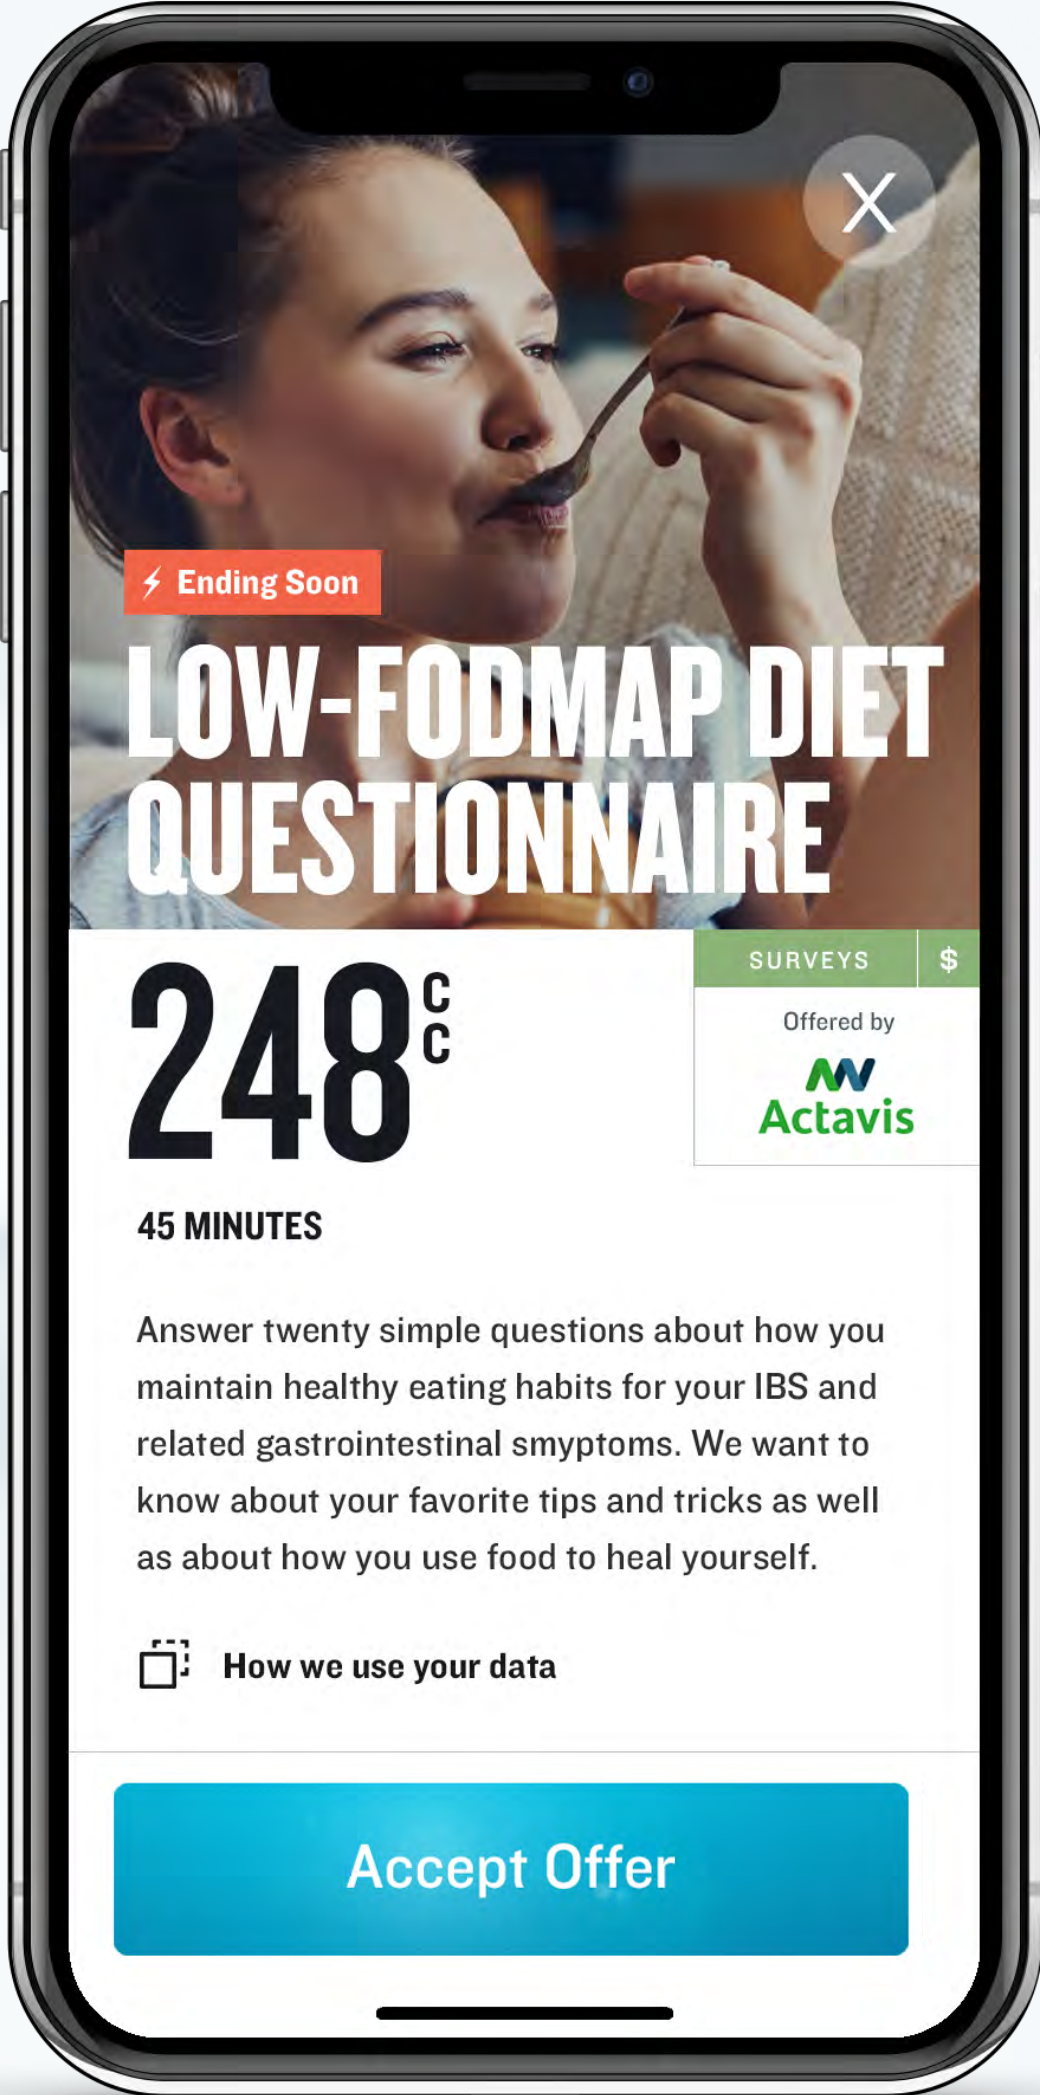 X
Ending Soon
LOW-FODMAP DIET
QUESTIONNAIRE
248 CC
SURVEYS $
Offered by
Actavis
45 MINUTES
Answer twenty simple questions about how you
maintain healthy eating habits for your IBS and
related gastrointestinal smyptoms. We want to
know about your favorite tips and tricks as well
as about how you use food to heal yourself.
How we use your data
Accept Offer